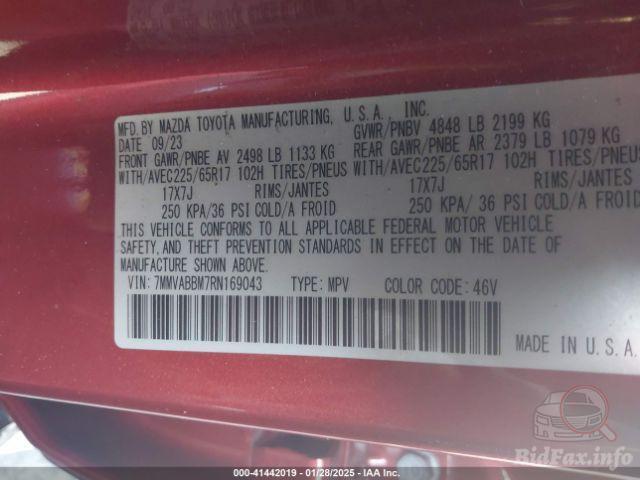 MFD. BY MAZDA TOYOTA MANUFACTURING, U.S.A., INC.
DATE 09/23 GVWR/PNBV 4848 LB 2199 KG
FRONT GAWR/PNBE AV 2498 LB 1133 KG REAR GAWR/PNBE AR 2379 LB 1079 KG
WITH/AVEC225/65R17 102H TIRES/PNEUS WITH/AVEC225/65R17 102H TIRES/PNEUS
17X7J RIMS/JANTES 17X7J RIMS/JANTES
250 KPA/36 PSI COLD/A FROID 250 KPA/36 PSI COLD/A FROID
THIS VEHICLE CONFORMS TO ALL APPLICABLE FEDERAL MOTOR VEHICLE
SAFETY, AND THEFT PREVENTION STANDARDS IN EFFECT ON THE DATE OF
MANUFACTURE SHOWN ABOVE.
VIN: 7MMVABBM7RN169043 TYPE: MPV COLOR CODE: 46V
MADE IN U.S.A.
BidFax.info
000-41442019 - 01/28/2025 - IAA Inc.